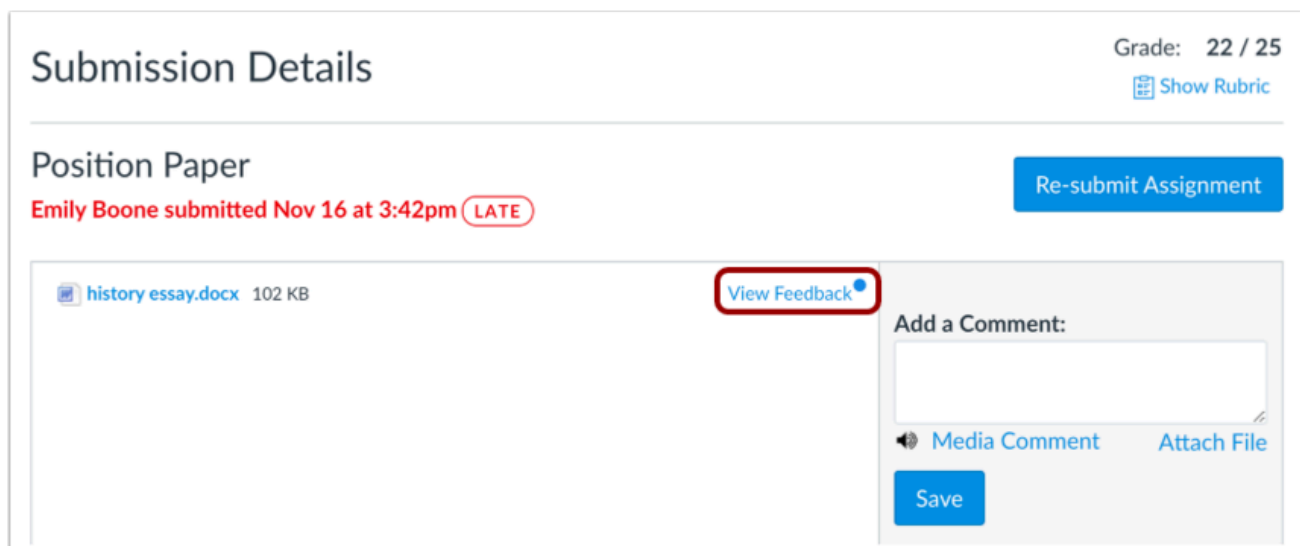 Submission Details
Grade: 22 / 25
Show Rubric
Position Paper
Re-submit Assignment
Emily Boone submitted Nov 16 at 3:42pm LATE
history essay.docx 102 KB
View Feedback
Add a Comment:
Media Comment
Attach File
Save